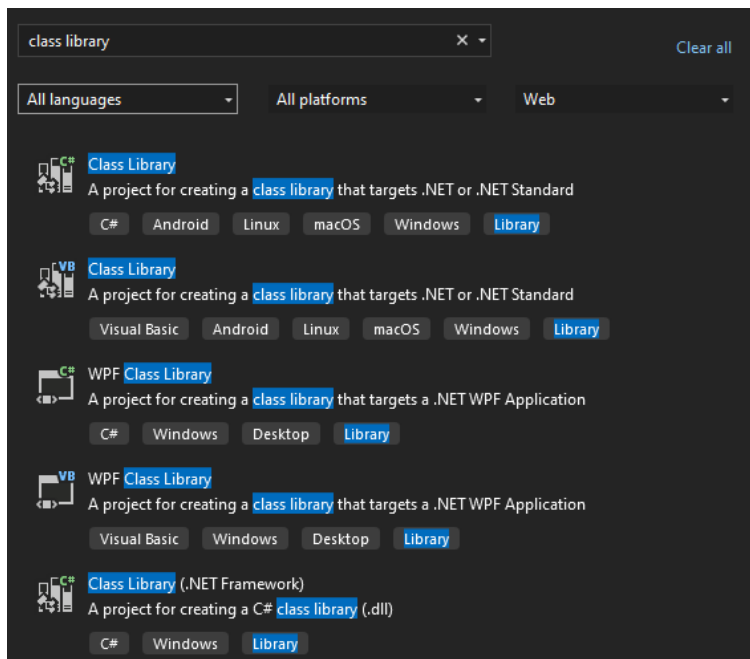 class library
Clear all
All languages All platforms Web
C#
Class Library
A project for creating a class library that targets .NET or .NET Standard
C# Android Linux macOS Windows Library
VB
Class Library
A project for creating a class library that targets .NET or .NET Standard
Visual Basic Android Linux macOS Windows Library
C#
WPF Class Library
A project for creating a class library that targets a .NET WPF Application
C# Windows Desktop Library
VB
WPF Class Library
A project for creating a class library that targets a .NET WPF Application
Visual Basic Windows Desktop Library
C#
Class Library (.NET Framework)
A project for creating a C# class library (.dll)
C# Windows Library